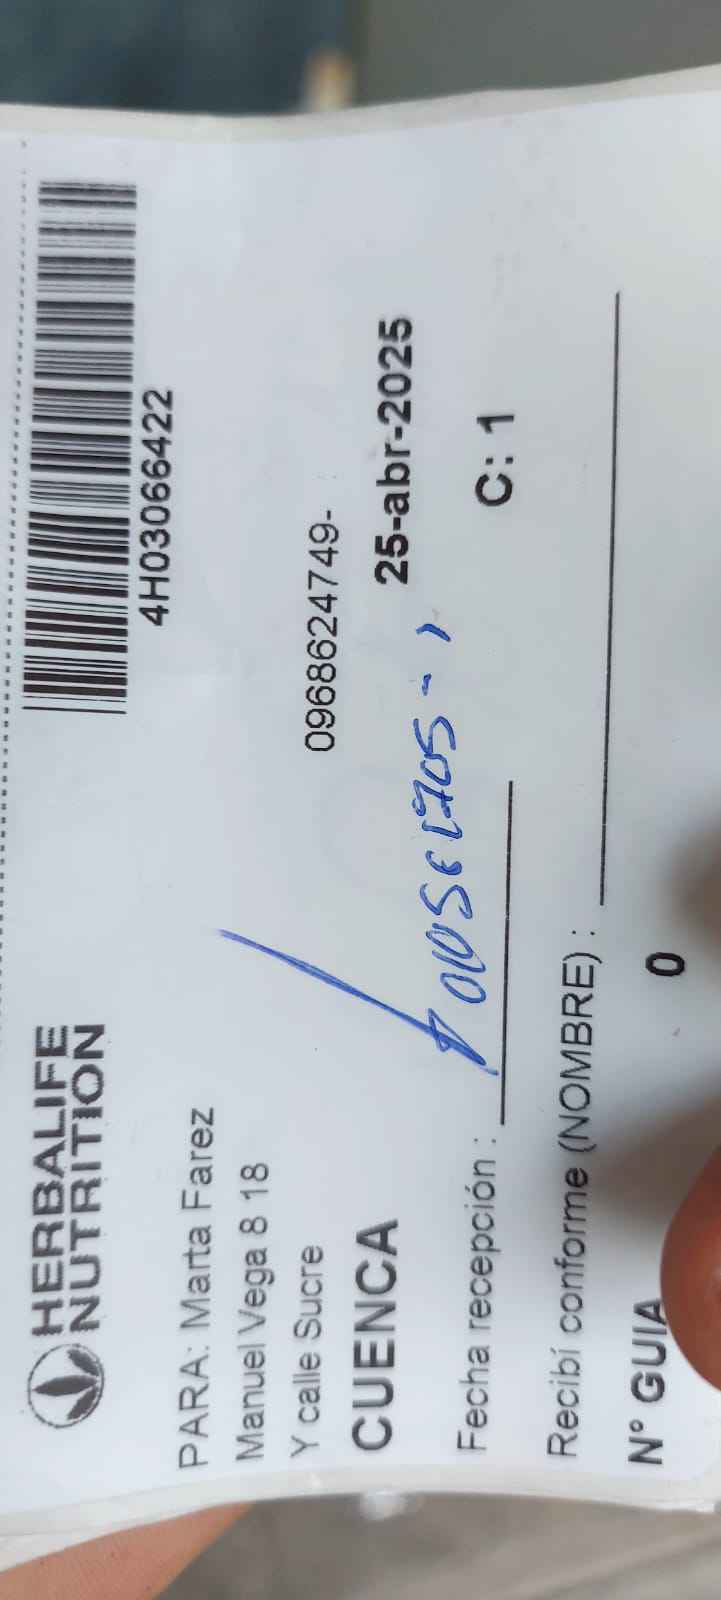 HERBALIFE
NUTRITION
4H03066422
PARA: Marta Farez
Manuel Vega 8 18
Y calle Sucre
0968624749-
CUENCA
25-abr-2025
Fecha recepción :
C: 1
Recibí conforme (NOMBRE) :
N° GUIA
0